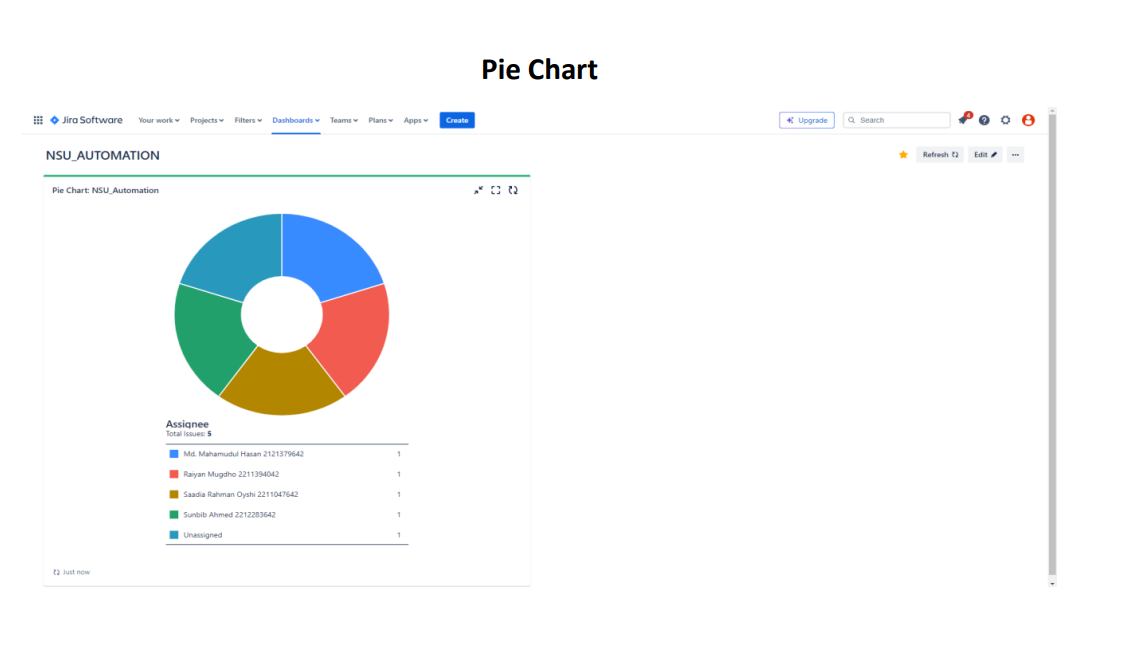 Pie Chart
Jira Software Your work Projects Filters Dashboards Teams Plans Apps Create Upgrade Search 4
NSU_AUTOMATION Refresh Edit
Pie Chart: NSU_Automation
Assignee
Total Issues: 5
Md. Mahamudul Hasan 2121379642 1
Raiyan Mugdho 2211394042 1
Saadia Rahman Oyshi 2211047642 1
Sunbib Ahmed 2212283642 1
Unassigned 1
Just now